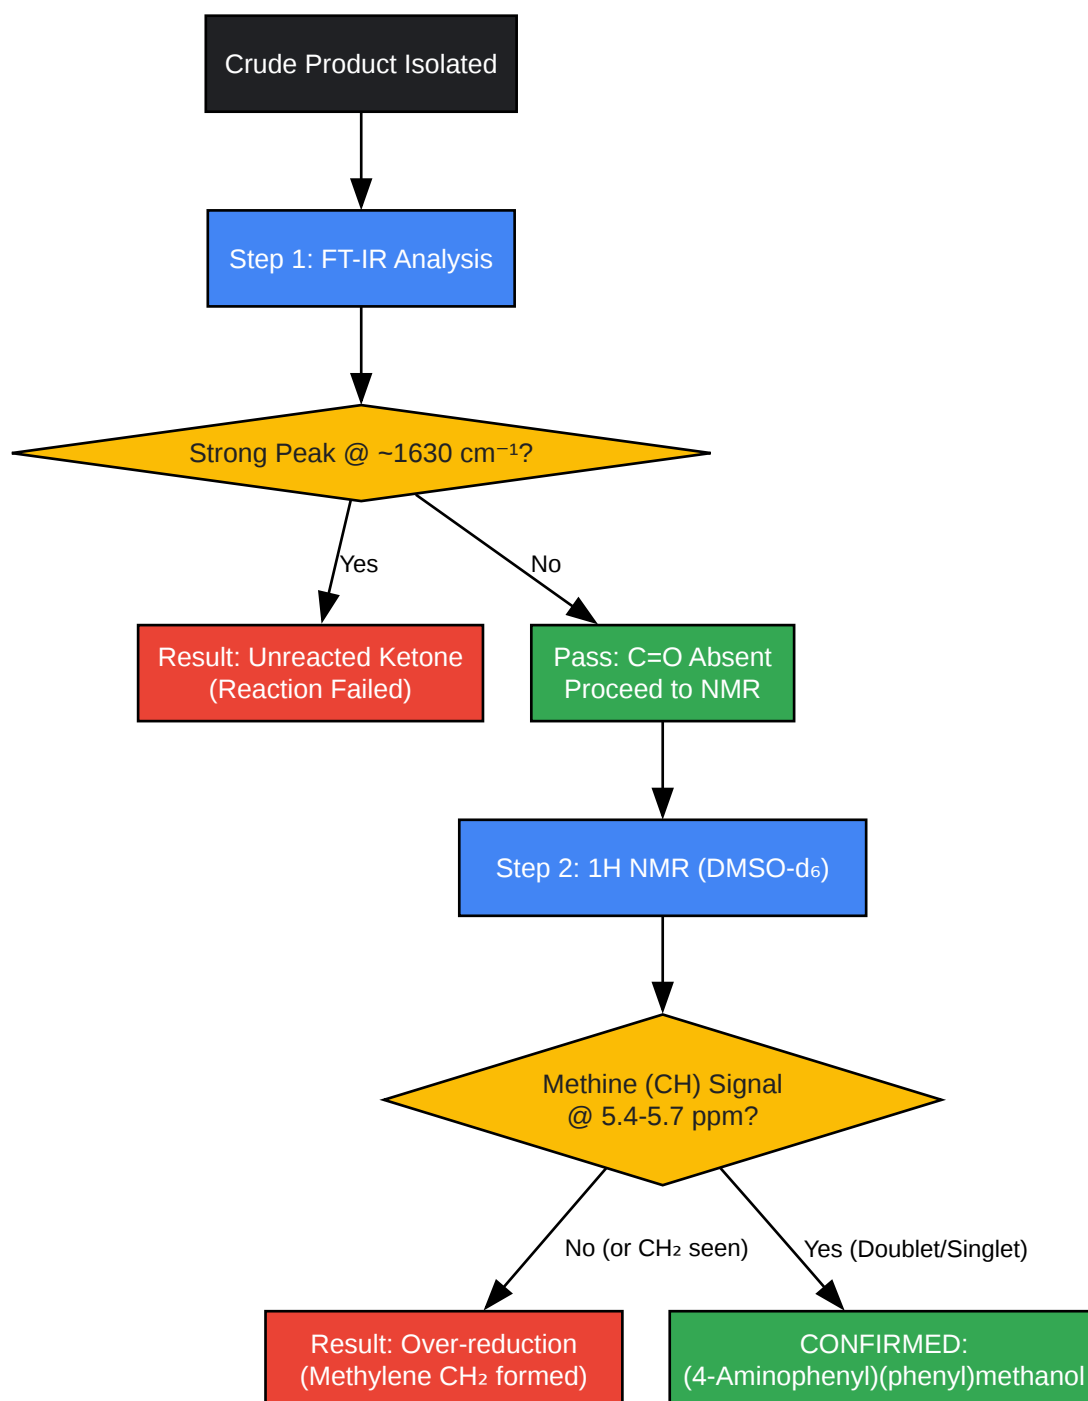 Crude Product Isolated
Step 1: FT-IR Analysis
Strong Peak @ ~1630 cm⁻¹?
Yes
No
Result: Unreacted Ketone
(Reaction Failed)
Pass: C=O Absent
Proceed to NMR
Step 2: 1H NMR (DMSO-d₆)
Methine (CH) Signal
@ 5.4-5.7 ppm?
No (or CH₂ seen)
Yes (Doublet/Singlet)
Result: Over-reduction
(Methylene CH₂ formed)
CONFIRMED:
(4-Aminophenyl)(phenyl)methanol